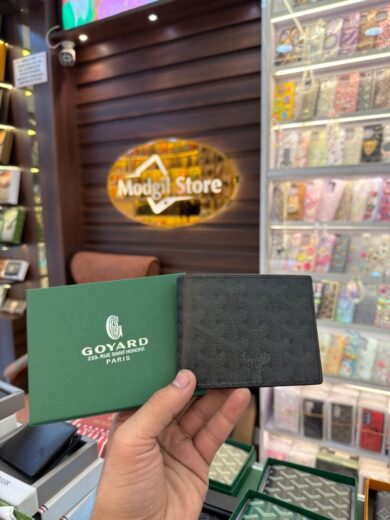 Modgil Store
GOYARD
233, RUE SAINT HONORÉ
PARIS